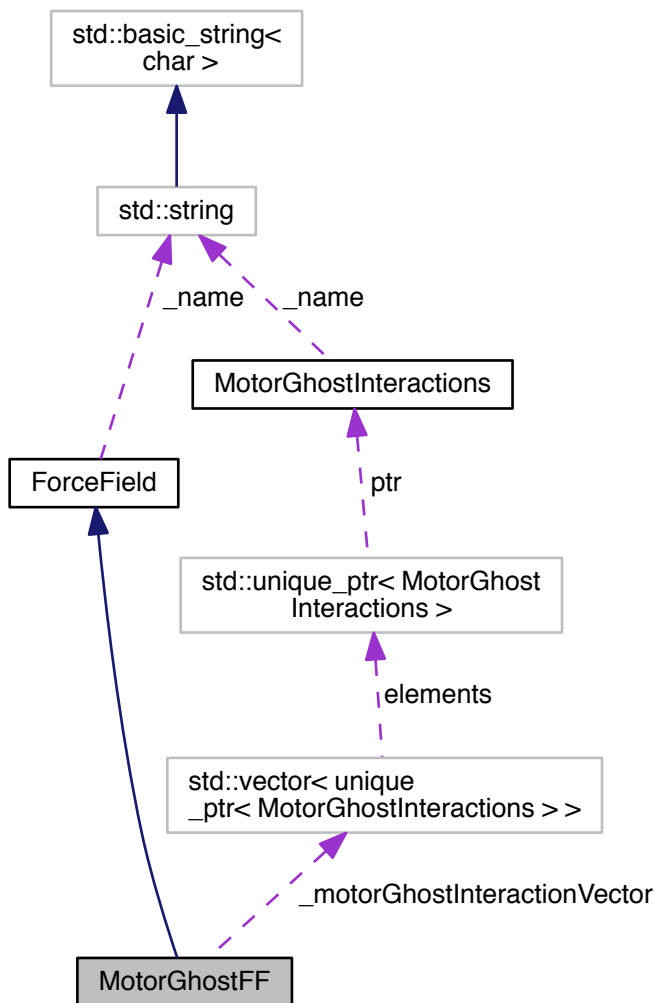 std::basic_string<
char >
std::string
_name
_name
MotorGhostInteractions
ForceField
ptr
std::unique_ptr< MotorGhost
Interactions >
elements
std::vector< unique
_ptr< MotorGhostInteractions > >
_motorGhostInteractionVector
MotorGhostFF